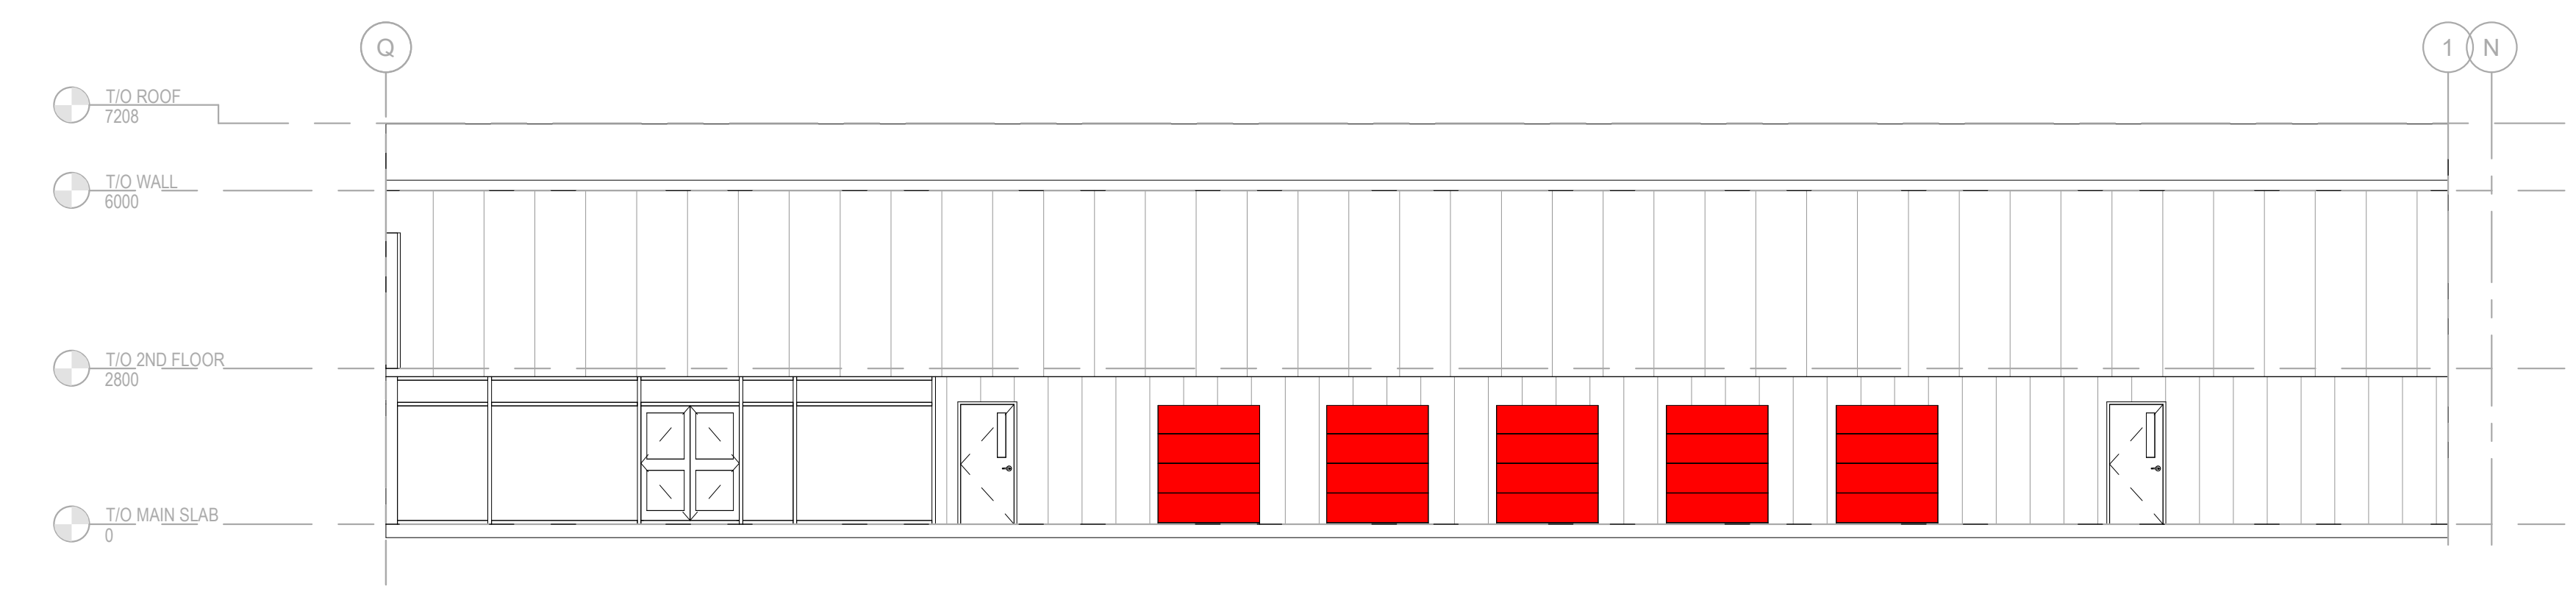 Q
1
N
T/O ROOF
7208
T/O WALL
6000
T/O 2ND FLOOR
2800
T/O MAIN SLAB
0